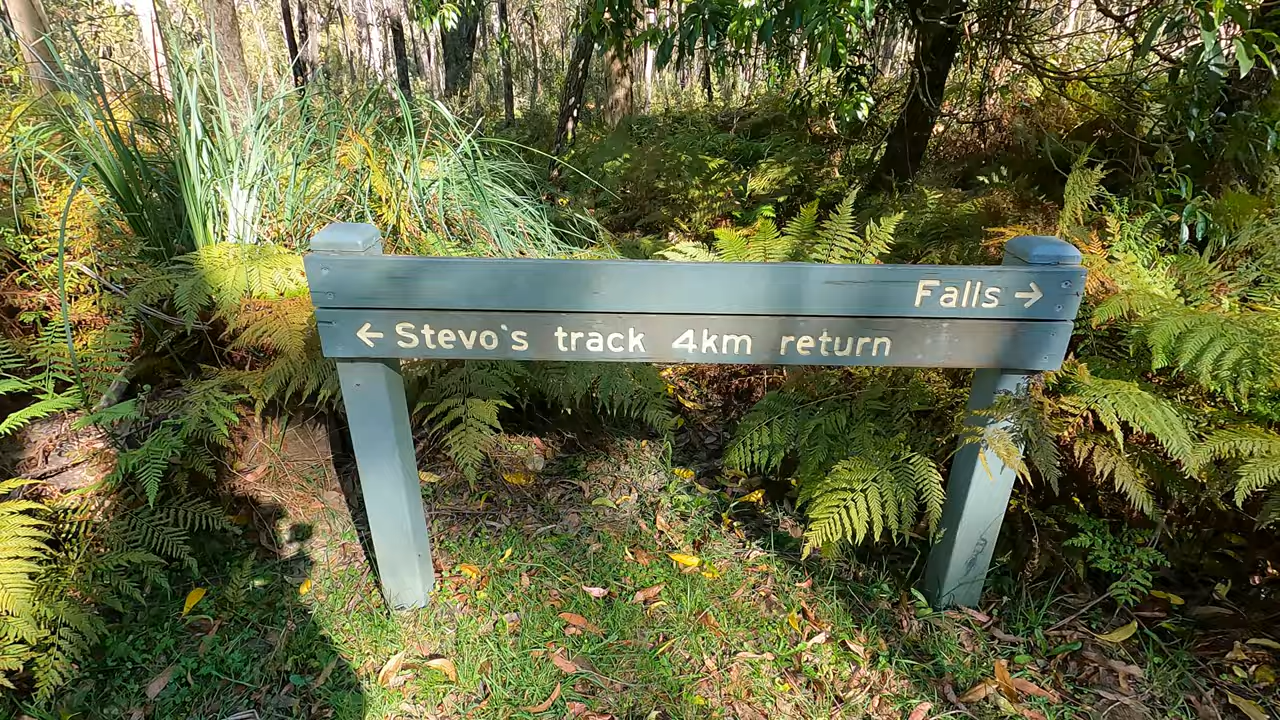 Falls →
← Stevo's track 4km return